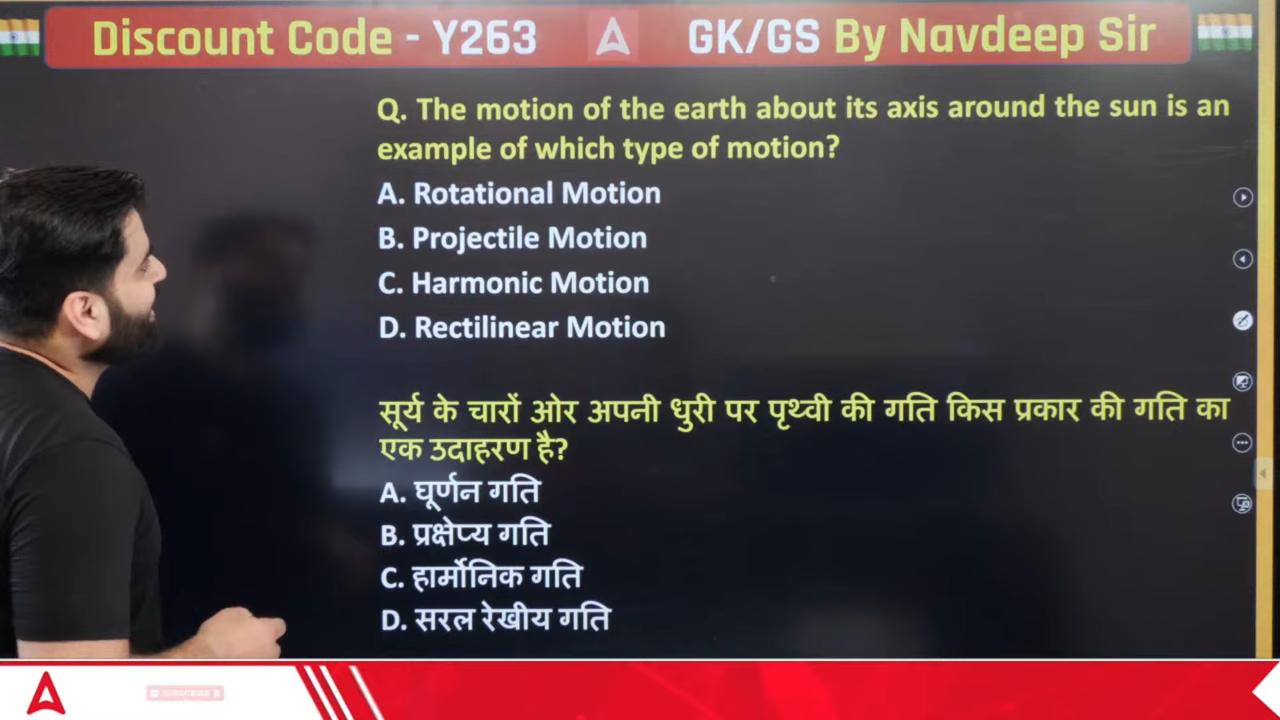 Discount Code - Y263 GK/GS By Navdeep Sir
Q. The motion of the earth about its axis around the sun is an
example of which type of motion?
A. Rotational Motion
B. Projectile Motion
C. Harmonic Motion
D. Rectilinear Motion
सूर्य के चारों ओर अपनी धुरी पर पृथ्वी की गति किस प्रकार की गति का
एक उदाहरण है?
A. घूर्णन गति
B. प्रक्षेप्य गति
C. हार्मोनिक गति
D. सरल रेखीय गति
SUBSCRIBE